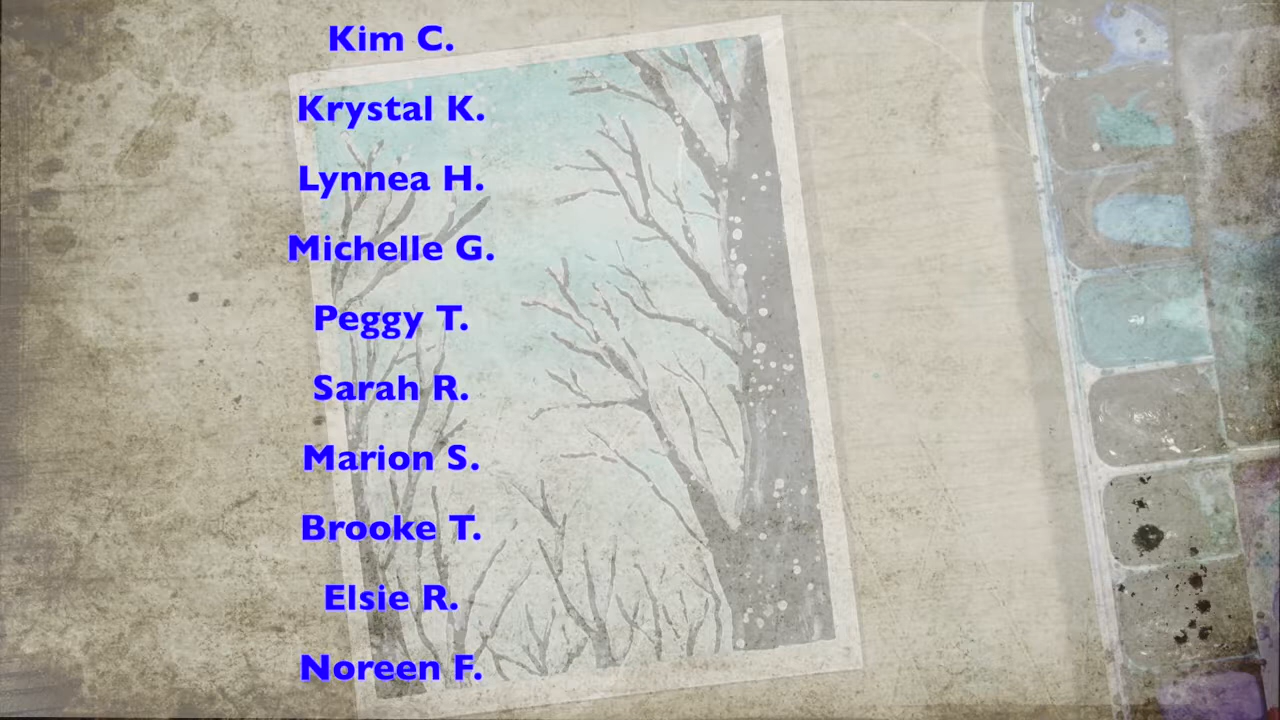 Kim C.
Krystal K.
Lynnea H.
Michelle G.
Peggy T.
Sarah R.
Marion S.
Brooke T.
Elsie R.
Noreen F.